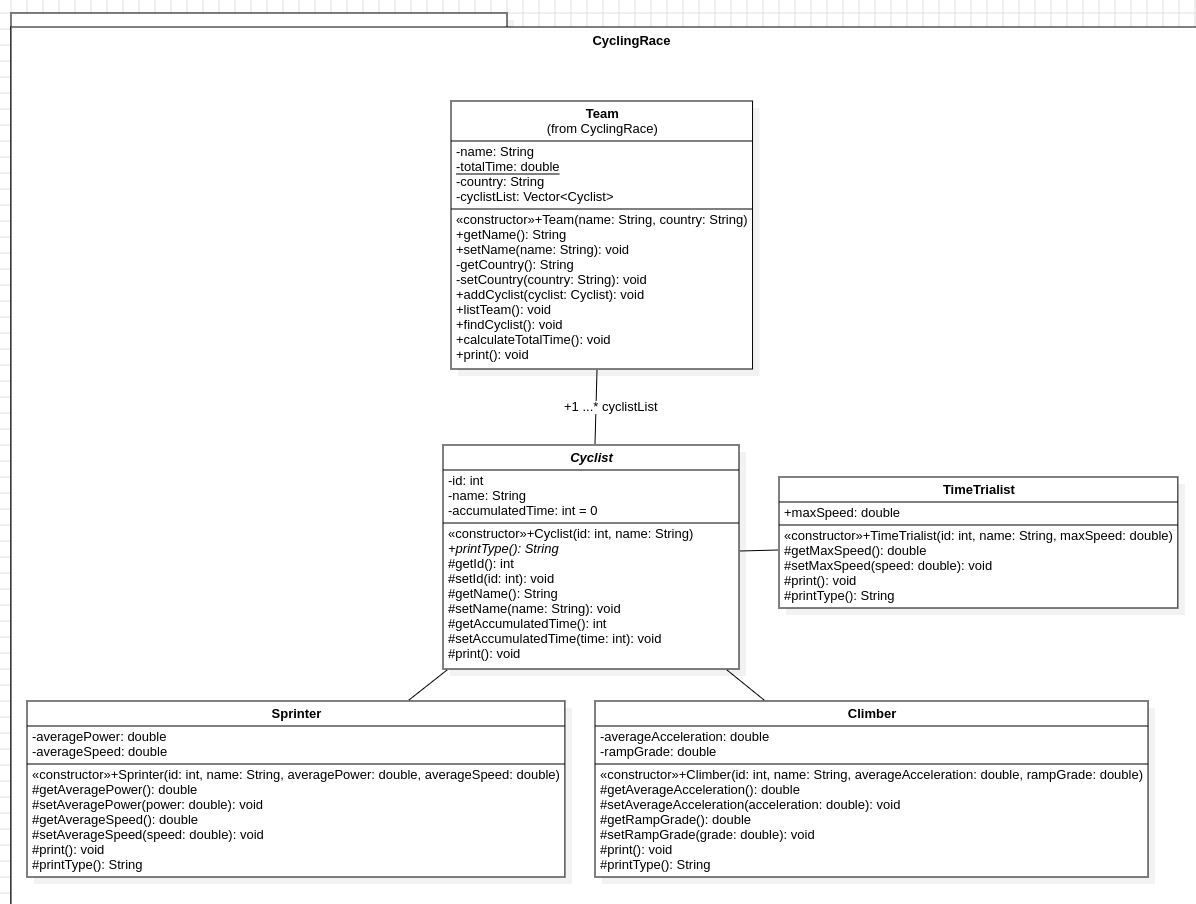 CyclingRace
Team
(from CyclingRace)
-name: String
-totalTime: double
-country: String
-cyclistList: Vector<Cyclist>
«constructor»+Team(name: String, country: String)
+getName(): String
+setName(name: String): void
-getCountry(): String
-setCountry(country: String): void
+addCyclist(cyclist: Cyclist): void
+listTeam(): void
+findCyclist(): void
+calculateTotalTime(): void
+print(): void
+1 ...* cyclistList
Cyclist
-id: int
-name: String
-accumulatedTime: int = 0
«constructor»+Cyclist(id: int, name: String)
+printType(): String
#getId(): int
#setId(id: int): void
#getName(): String
#setName(name: String): void
#getAccumulatedTime(): int
#setAccumulatedTime(time: int): void
#print(): void
TimeTrialist
+maxSpeed: double
«constructor»+TimeTrialist(id: int, name: String, maxSpeed: double)
#getMaxSpeed(): double
#setMaxSpeed(speed: double): void
#print(): void
#printType(): String
Sprinter
-averagePower: double
-averageSpeed: double
«constructor»+Sprinter(id: int, name: String, averagePower: double, averageSpeed: double)
#getAveragePower(): double
#setAveragePower(power: double): void
#getAverageSpeed(): double
#setAverageSpeed(speed: double): void
#print(): void
#printType(): String
Climber
-averageAcceleration: double
-rampGrade: double
«constructor»+Climber(id: int, name: String, averageAcceleration: double, rampGrade: double)
#getAverageAcceleration(): double
#setAverageAcceleration(acceleration: double): void
#getRampGrade(): double
#setRampGrade(grade: double): void
#print(): void
#printType(): String